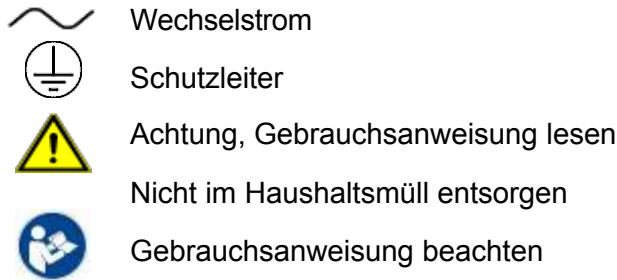 Wechselstrom
Schutzleiter
Achtung, Gebrauchsanweisung lesen
Nicht im Haushaltsmüll entsorgen
Gebrauchsanweisung beachten